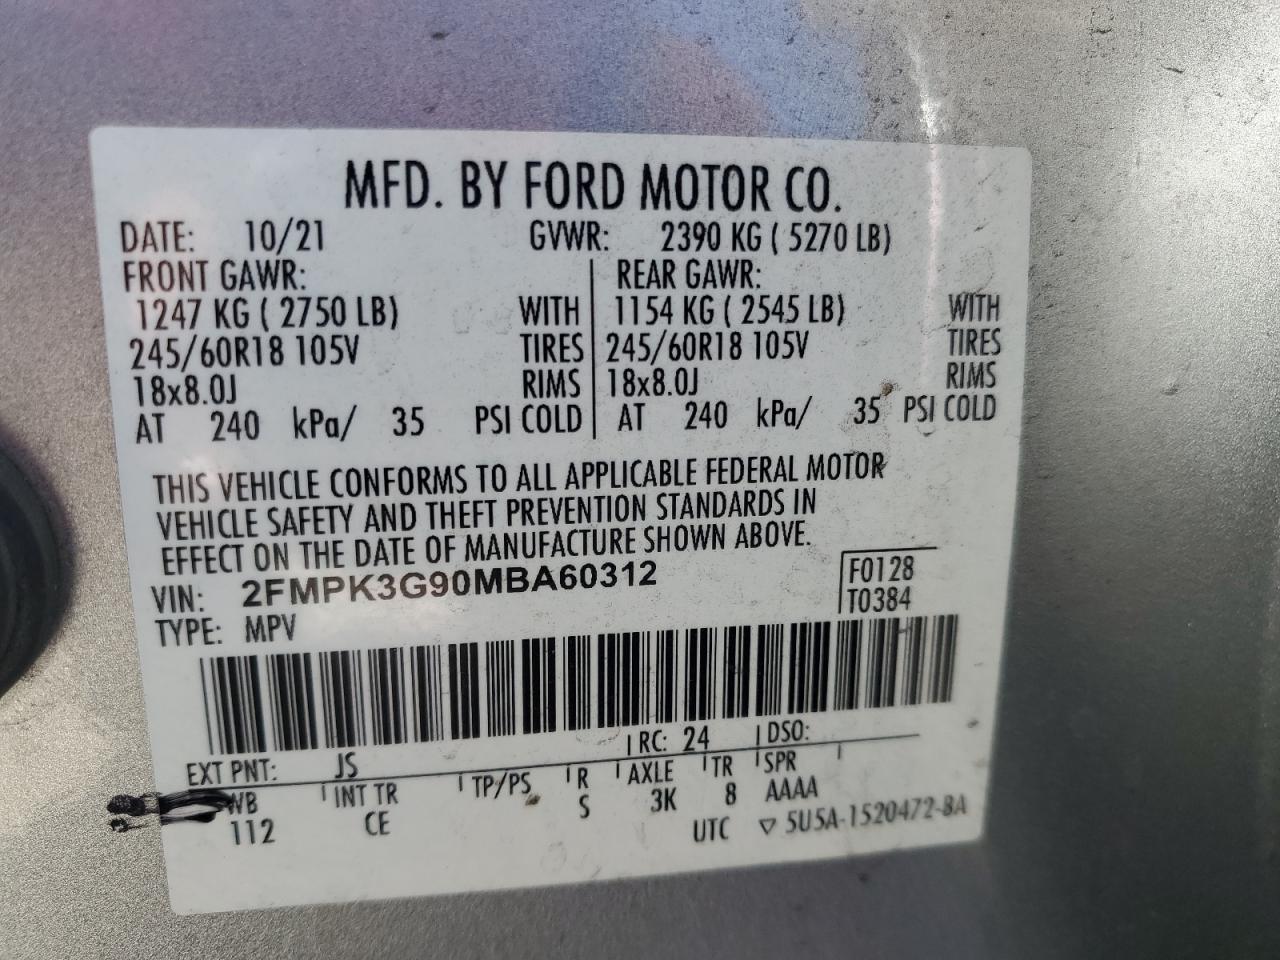 MFD. BY FORD MOTOR CO.
DATE: 10/21 GVWR: 2390 KG ( 5270 LB)
FRONT GAWR: REAR GAWR:
1247 KG ( 2750 LB) WITH 1154 KG ( 2545 LB) WITH
245/60R18 105V TIRES 245/60R18 105V TIRES
18x8.0J RIMS 18x8.0J RIMS
AT 240 kPa/ 35 PSI COLD AT 240 kPa/ 35 PSI COLD
THIS VEHICLE CONFORMS TO ALL APPLICABLE FEDERAL MOTOR
VEHICLE SAFETY AND THEFT PREVENTION STANDARDS IN
EFFECT ON THE DATE OF MANUFACTURE SHOWN ABOVE.
VIN: 2FMPK3G90MBA60312 F0128
TYPE: MPV T0384
EXT PNT: JS RC: 24 DSO:
WB INT TR TP/PS R AXLE TR SPR
112 CE S 3K 8 AAAA
UTC ▽ 5U5A-1520472-BA